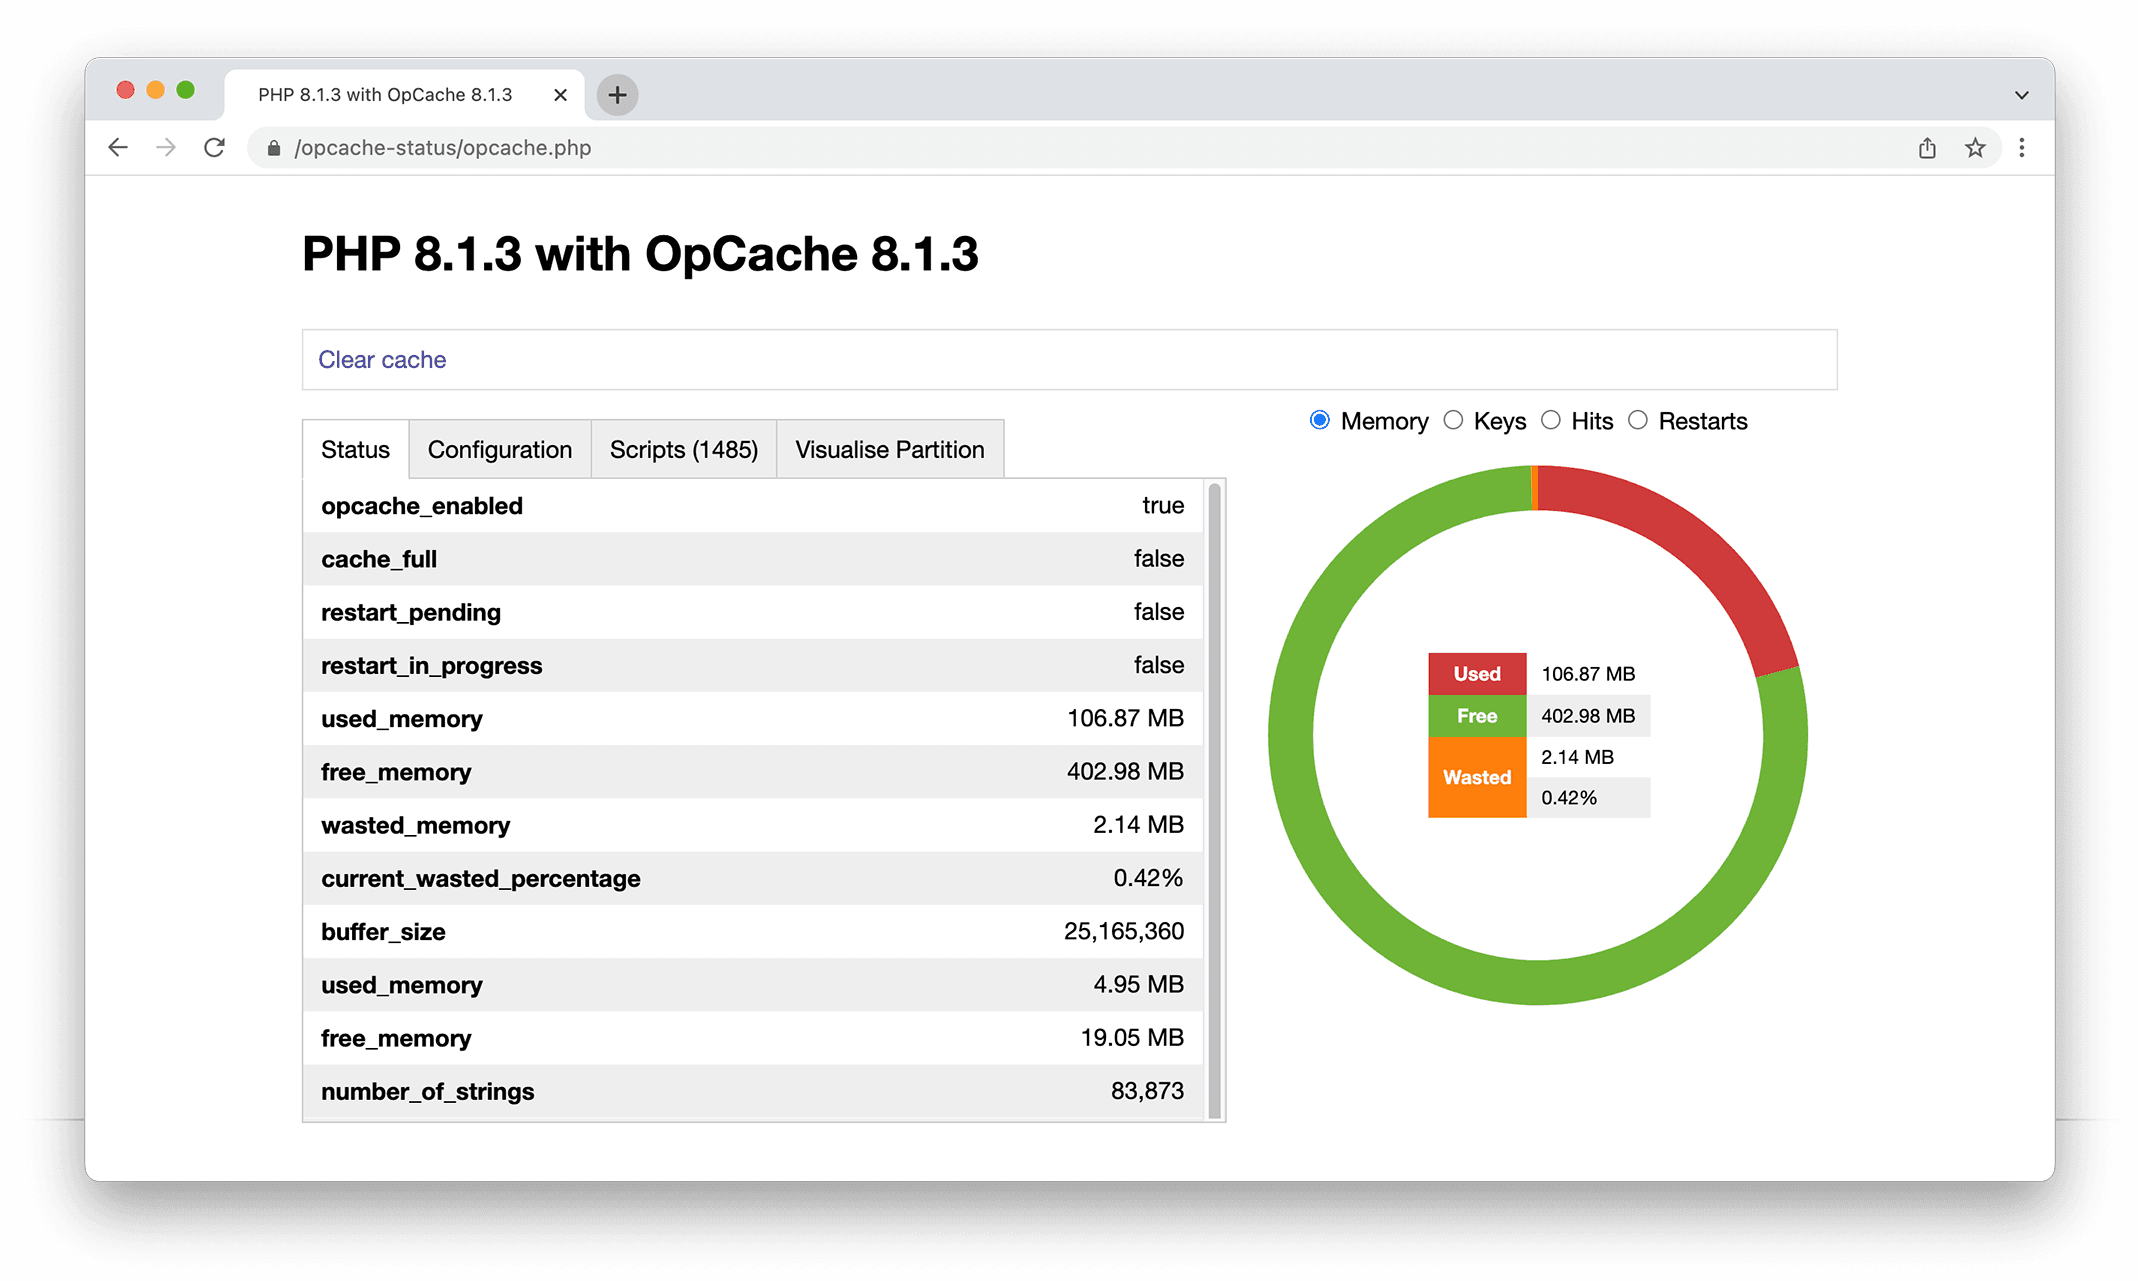 PHP 8.1.3 with OpCache 8.1.3
/opcache-status/opcache.php
PHP 8.1.3 with OpCache 8.1.3
Clear cache
Status Configuration Scripts (1485) Visualise Partition
opcache_enabled true
cache_full false
restart_pending false
restart_in_progress false
used_memory 106.87 MB
free_memory 402.98 MB
wasted_memory 2.14 MB
current_wasted_percentage 0.42%
buffer_size 25,165,360
used_memory 4.95 MB
free_memory 19.05 MB
number_of_strings 83,873
Memory Keys Hits Restarts
Used 106.87 MB
Free 402.98 MB
Wasted 2.14 MB
0.42%